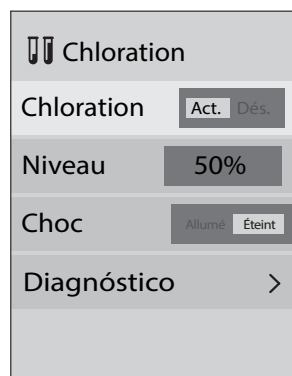 Chloration
Chloration Act. Dés.
Niveau 50%
Choc Allumé Éteint
Diagnóstico >